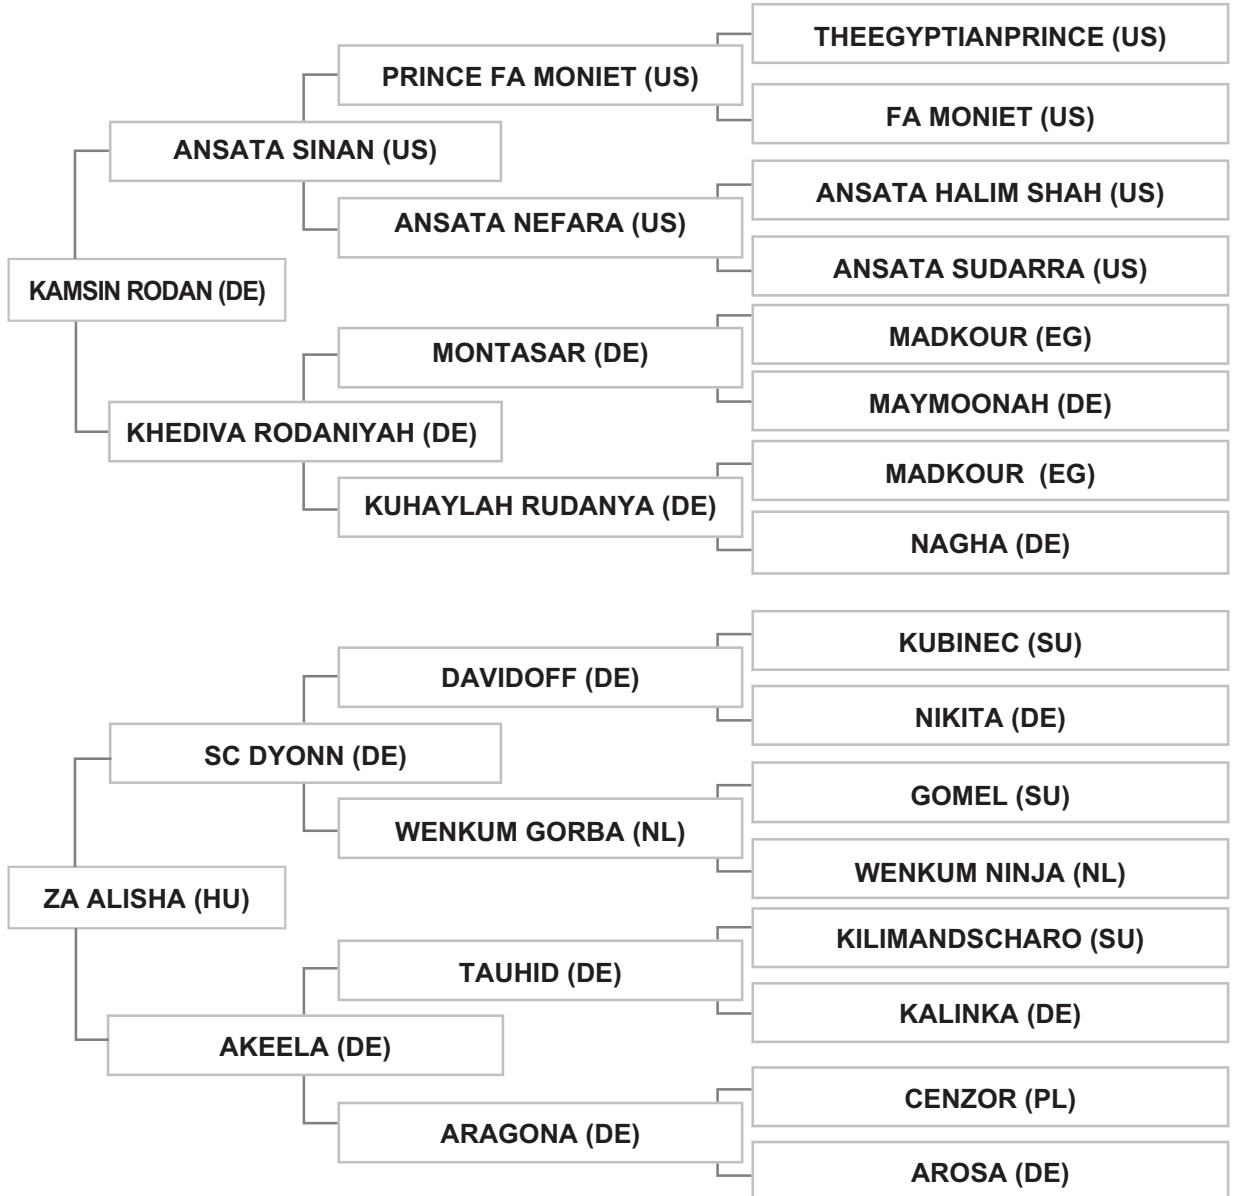 THEEGYPTIANPRINCE (US)
PRINCE FA MONIET (US)
FA MONIET (US)
ANSATA SINAN (US)
ANSATA HALIM SHAH (US)
ANSATA NEFARA (US)
ANSATA SUDARRA (US)
KAMSIN RODAN (DE)
MADKOUR (EG)
MONTASAR (DE)
MAYMOONAH (DE)
KHEDIVA RODANIYAH (DE)
MADKOUR (EG)
KUHAYLAH RUDANYA (DE)
NAGHA (DE)
KUBINEC (SU)
DAVIDOFF (DE)
NIKITA (DE)
SC DYONN (DE)
GOMEL (SU)
WENKUM GORBA (NL)
WENKUM NINJA (NL)
ZA ALISHA (HU)
KILIMANDSCHARO (SU)
TAUHID (DE)
KALINKA (DE)
AKEELA (DE)
CENZOR (PL)
ARAGONA (DE)
AROSA (DE)